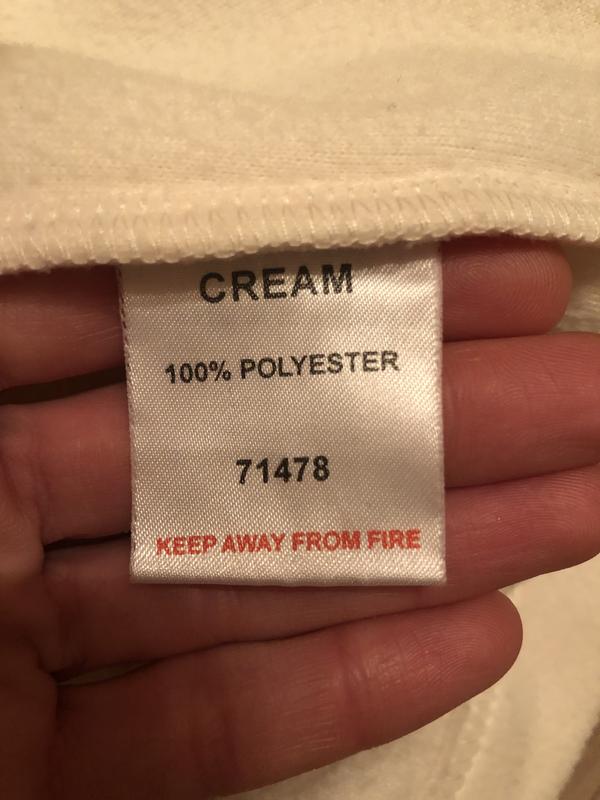 CREAM
100% POLYESTER
71478
KEEP AWAY FROM FIRE